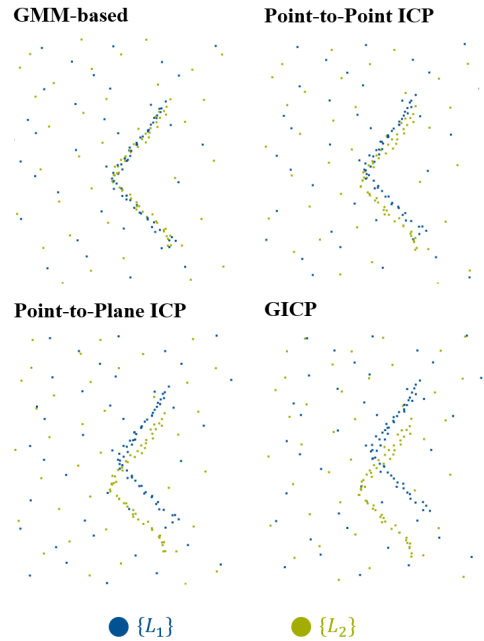 GMM-based Point-to-Point ICP
Point-to-Plane ICP GICP
{L₁} {L₂}